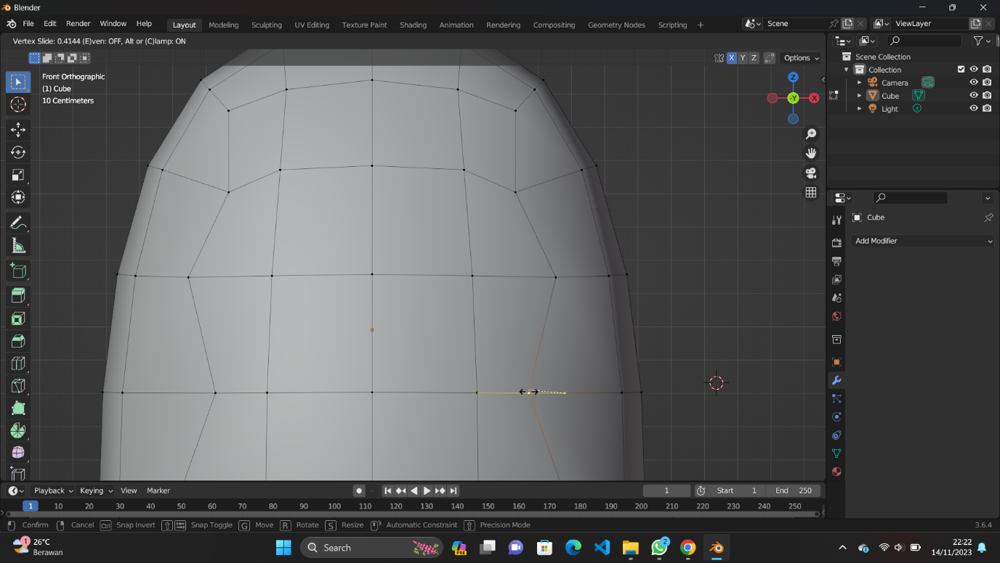 Blender
File Edit Render Window Help Layout Modeling Sculpting UV Editing Texture Paint Shading Animation Rendering Compositing Geometry Nodes Scripting + Scene ViewLayer
Vertex Slide: 0.4144 (E)ven: OFF, Alt or (C)lamp: ON
X Y Z Options
Front Orthographic
(1) Cube
10 Centimeters
Z
-Y X
Scene Collection
Collection
Camera
Cube
Light
Cube
Add Modifier
Playback Keying View Marker 1 Start 1 End 250
1 10 20 30 40 50 60 70 80 90 100 110 120 130 140 150 160 170 180 190 200 210 220 230 240 250
Confirm Cancel Ctrl Snap Invert Snap Toggle G Move R Rotate S Resize Automatic Constraint Precision Mode 3.6.4
1 26°C
Berawan
Search
PRE
2
22:22
14/11/2023